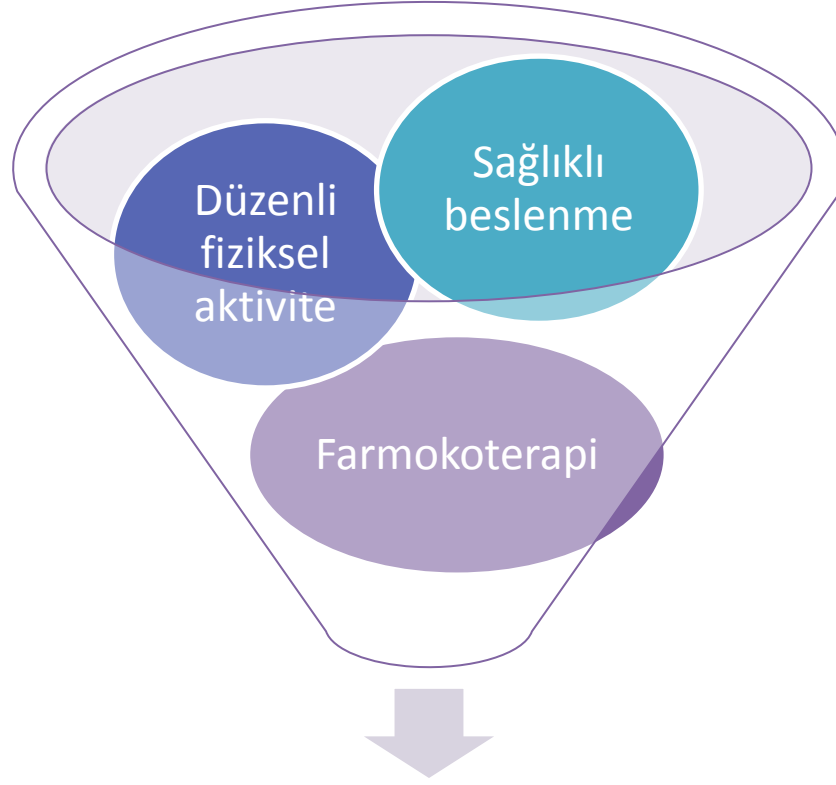 Düzenli
fiziksel
aktivite
Sağlıklı
beslenme
Farmokoterapi